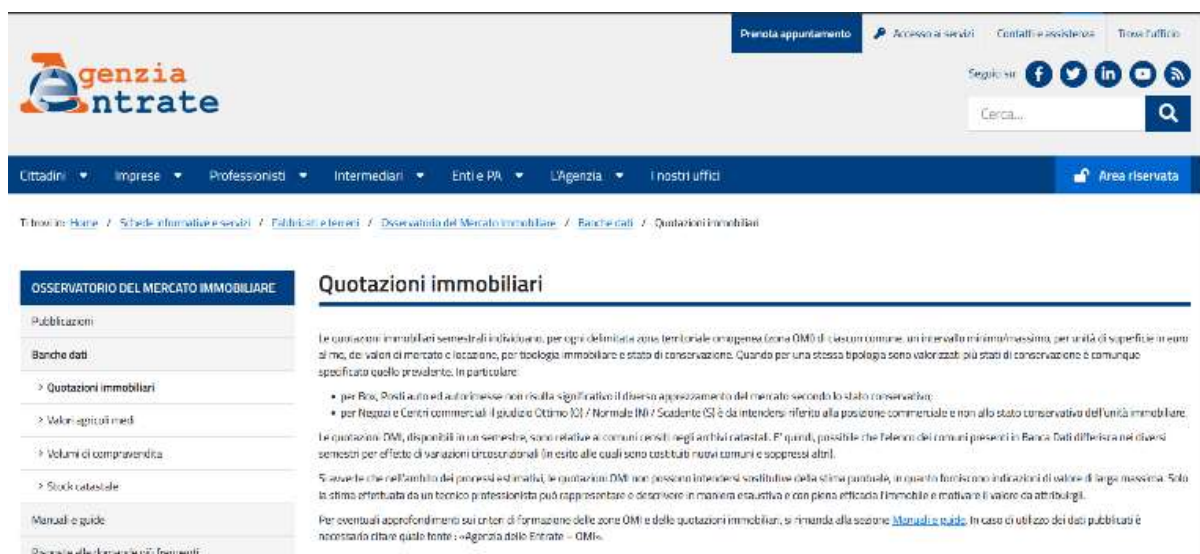 Prenota appuntamento
Accesso ai servizi
Contatti e assistenza
Trova l'ufficio
Agenzia
Entrate
Seguici su
Cerca...
Cittadini
Imprese
Professionisti
Intermediari
Enti e PA
L'Agenzia
I nostri uffici
Area riservata
Ti trovi in: Home / Schede informative e servizi / Fabbricati e terreni / Osservatorio del Mercato Immobiliare / Banche dati / Quotazioni immobiliari
OSSERVATORIO DEL MERCATO IMMOBILIARE
Pubblicazioni
Banche dati
> Quotazioni immobiliari
> Valori agricoli medi
> Volumi di compravendita
> Stock catastale
Manuali e guide
Risposte alle domande più frequenti
Quotazioni immobiliari
Le quotazioni immobiliari semestrali individuano, per ogni delimitata zona territoriale omogenea (zona OMI) di ciascun comune, un intervallo minimo/massimo, per unità di superficie in euro
al mq, dei valori di mercato e locazione, per tipologia immobiliare e stato di conservazione. Quando per una stessa tipologia sono valorizzati più stati di conservazione è comunque
specificato quello prevalente. In particolare:
• per Box, Posti auto ed autorimesse non risulta significativo il diverso apprezzamento del mercato secondo lo stato conservativo;
• per Negozi e Centri commerciali il giudizio Ottimo (O) / Normale (N) / Scadente (S) è da intendersi riferito alla posizione commerciale e non allo stato conservativo dell'unità immobiliare.
Le quotazioni OMI, disponibili in un semestre, sono relative ai comuni censiti negli archivi catastali. E' quindi, possibile che l'elenco dei comuni presenti in Banca Dati differisca nei diversi
semestri per effetto di variazioni circoscrizionali (in esito alle quali sono costituiti nuovi comuni e soppressi altri).
Si avverte che nell'ambito dei processi estimativi, le quotazioni OMI non possono intendersi sostitutive della stima puntuale, in quanto forniscono indicazioni di valore di larga massima. Solo
la stima effettuata da un tecnico professionista può rappresentare e descrivere in maniera esaustiva e con piena efficacia l'immobile e motivare il valore da attribuirgli.
Per eventuali approfondimenti sui criteri di formazione delle zone OMI e delle quotazioni immobiliari, si rimanda alla sezione Manuali e guide. In caso di utilizzo dei dati pubblicati è
necessario citare quale fonte : «Agenzia delle Entrate – OMI».